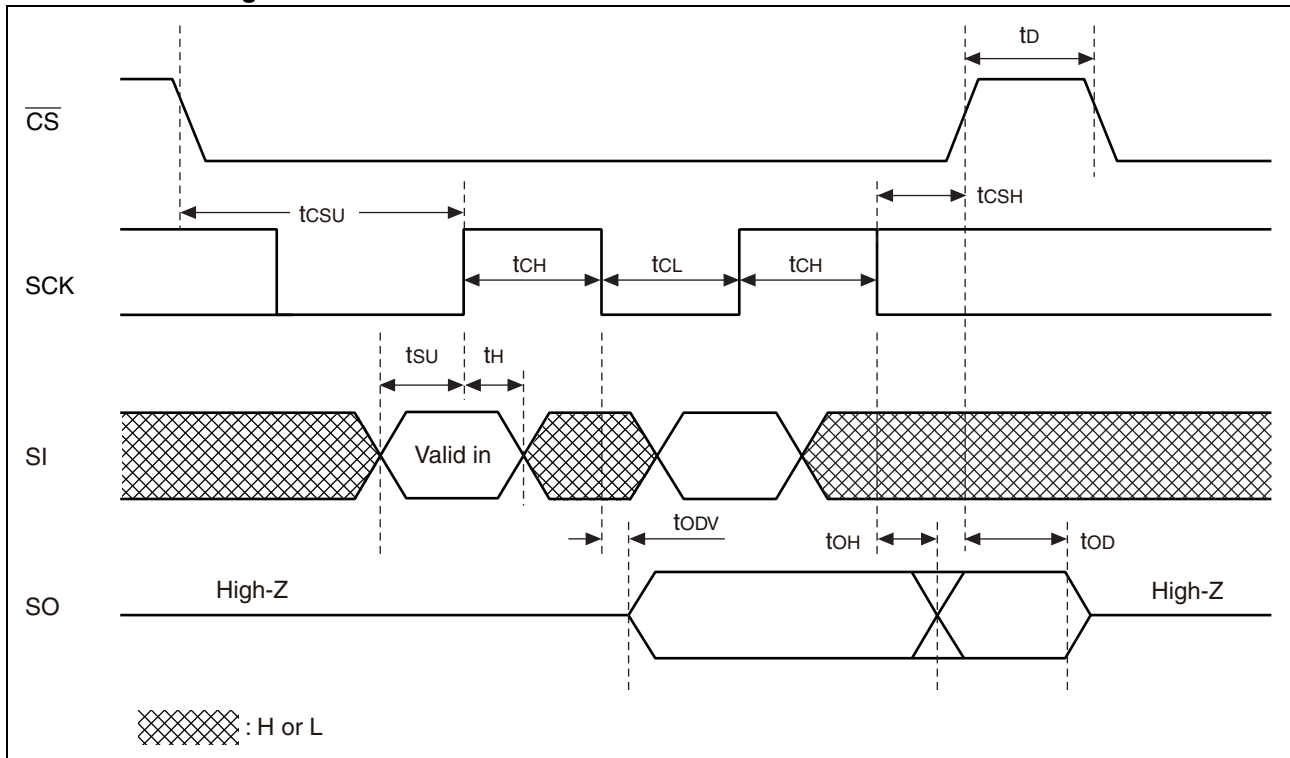 tD
CS
tCSU
tCSH
SCK
tCH
tCL
tCH
tSU
tH
SI
Valid in
tODV
tOH
tOD
SO
High-Z
High-Z
: H or L